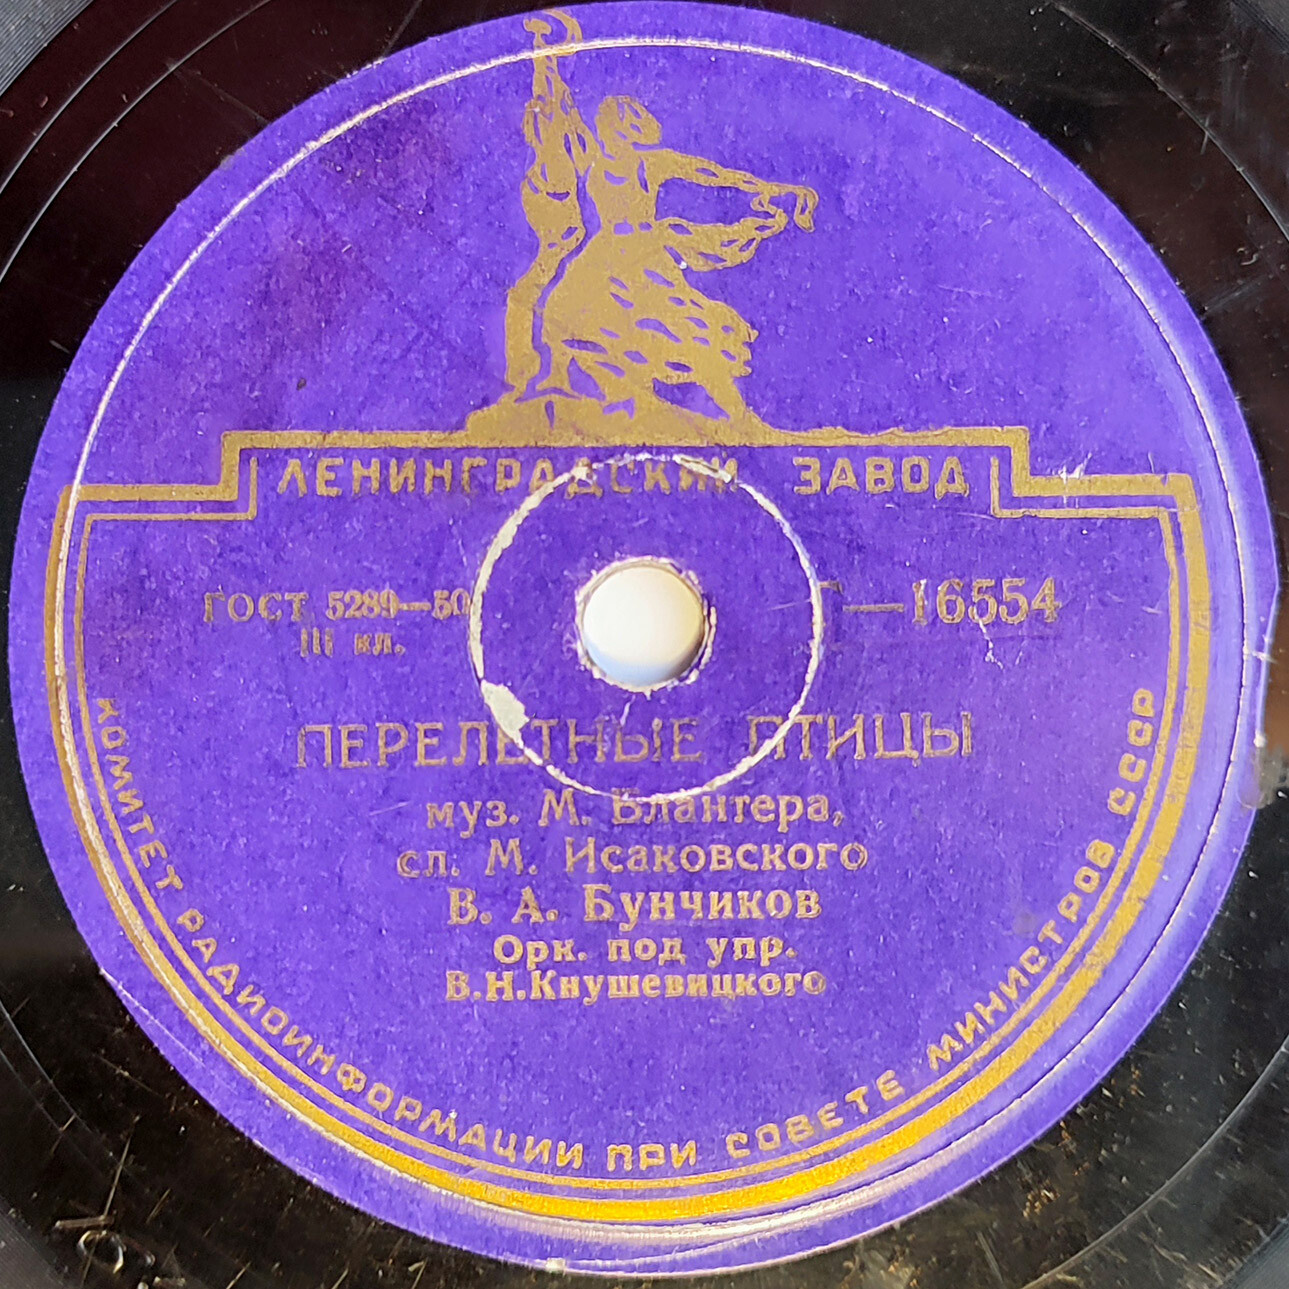 ЛЕНИНГРАДСКИЙ ЗАВОД
ГОСТ 5289—50
—16554
III кл.
ПЕРЕЛЕТНЫЕ ПТИЦЫ
муз. М. Блантера,
сл. М. Исаковского
В. А. Бунчиков
Орк. под упр.
В.Н.Кнушевицкого
КОМИТЕТ РАДИОИНФОРМАЦИИ ПРИ СОВЕТЕ МИНИСТРОВ СССР